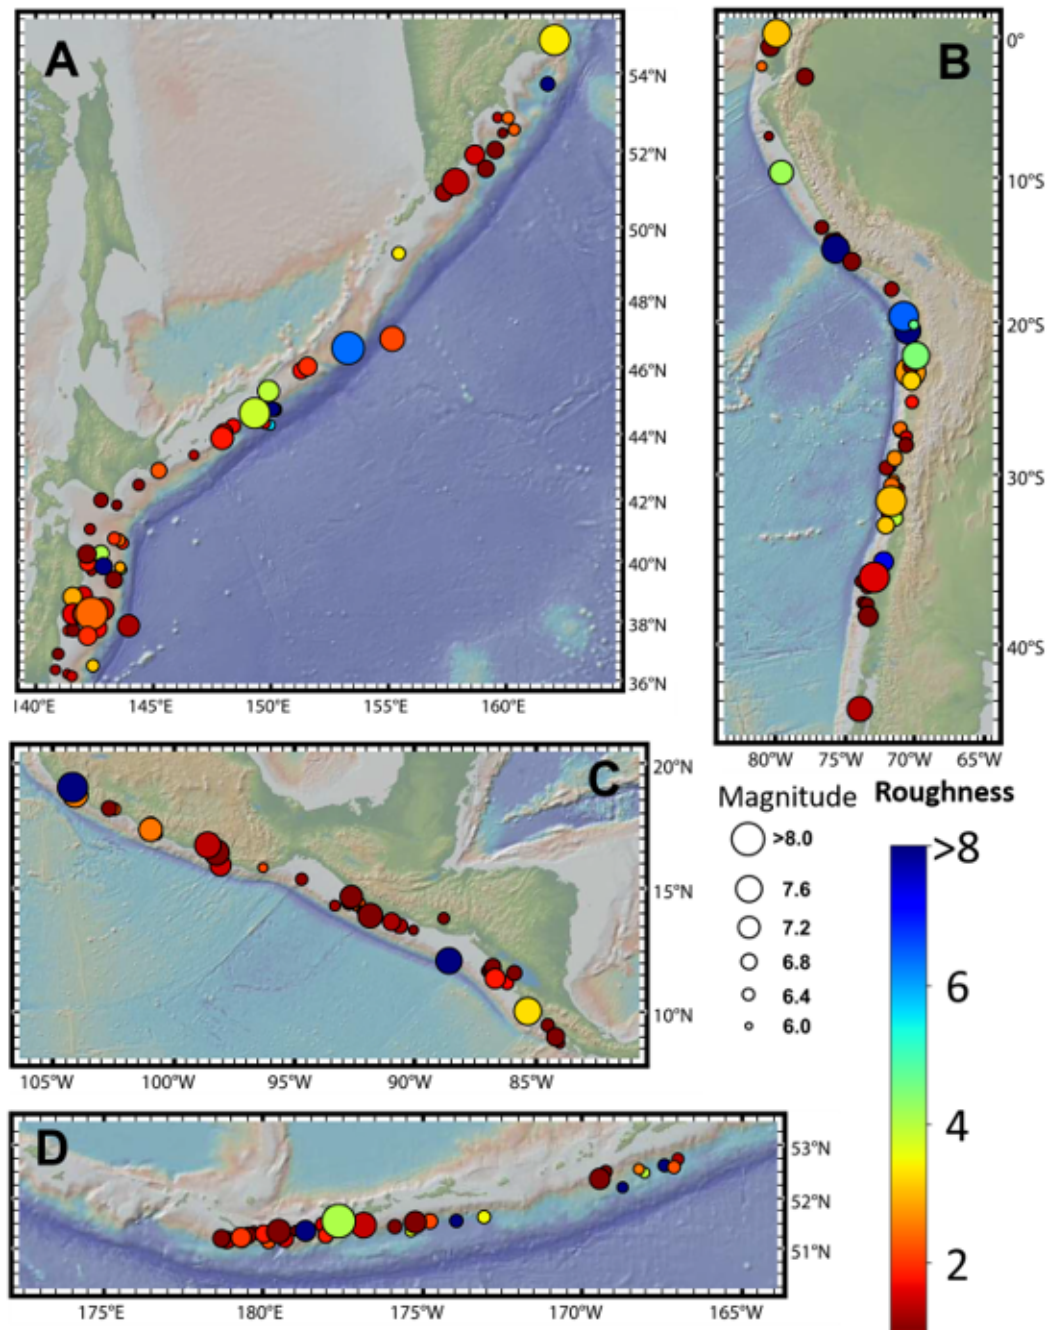 A
54°N
52°N
50°N
48°N
46°N
44°N
42°N
40°N
38°N
36°N
140°E 145°E 150°E 155°E 160°E
B
0°
10°S
20°S
30°S
40°S
80°W 75°W 70°W 65°W
C
20°N
15°N
10°N
105°W 100°W 95°W 90°W 85°W
Magnitude Roughness
>8.0
7.6
7.2
6.8
6.4
6.0
>8
6
4
2
D
53°N
52°N
51°N
175°E 180°W 175°W 170°W 165°W